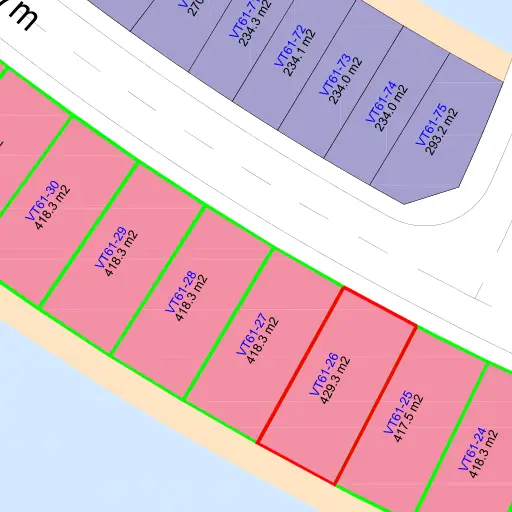 m
VT61-72
234.1 m2
VT61-73
234.0 m2
VT61-74
234.0 m2
VT61-75
293.2 m2
234.3 m2
VT61-30
418.3 m2
VT61-29
418.3 m2
VT61-28
418.3 m2
VT61-27
418.3 m2
VT61-26
429.3 m2
VT61-25
417.5 m2
VT61-24
418.3 m2